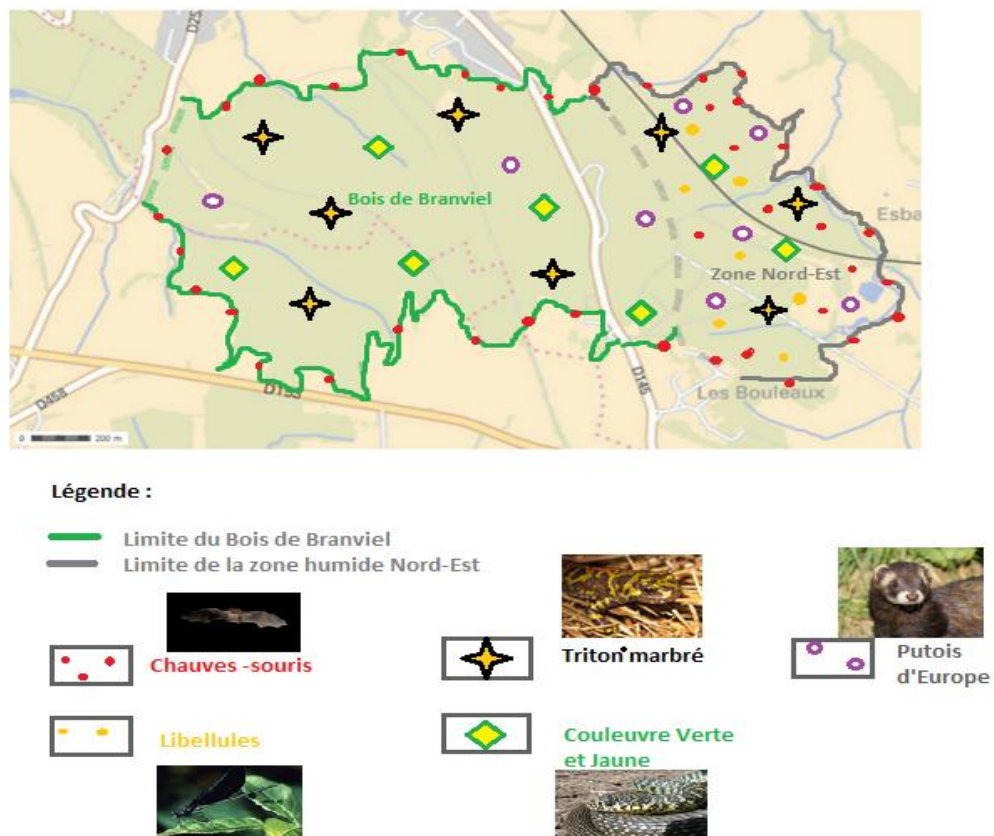 D25
Bois de Branviel
Esba
Zone Nord-Est
D145
D153
D458
Les Bouleaux
0 200 m
Légende :
Limite du Bois de Branviel
Limite de la zone humide Nord-Est
Chauves -souris
Triton marbré
Putois
d'Europe
Libellules
Couleuvre Verte
et Jaune